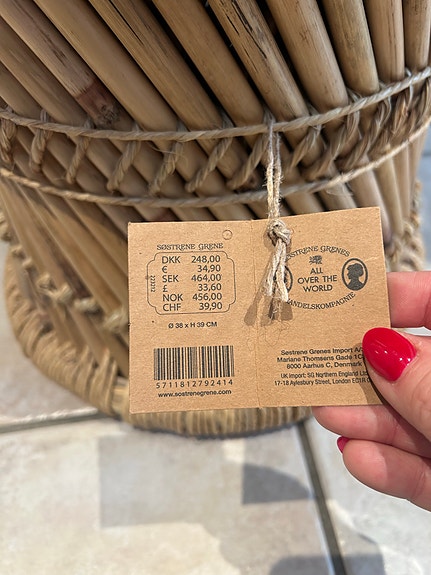 SØSTRENE GRENE
DKK 248,00
€ 34,90
SEK 464,00
£ 33,60
NOK 456,00
CHF 39,90
Ø 38 x H 39 CM
5711812792414
www.sostrenegrene.com
SØSTRENE GRENES
ALL
OVER THE
WORLD
HANDELSKOMPAGNIE
Søstrene Grenes Import A/S
Mariane Thomsens Gade 1C
8000 Aarhus C, Denmark
UK import: SG Northern England Ltd
17-18 Aylesbury Street, London EC1R